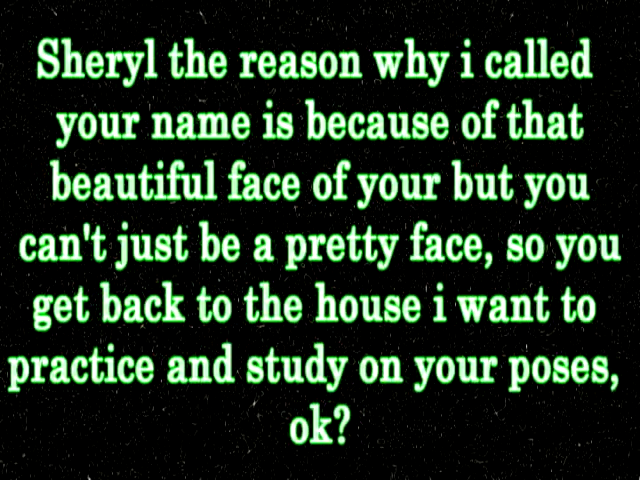 Sheryl the reason why i called
your name is because of that
beautiful face of your but you
can't just be a pretty face, so you
get back to the house i want to
practice and study on your poses,
ok?